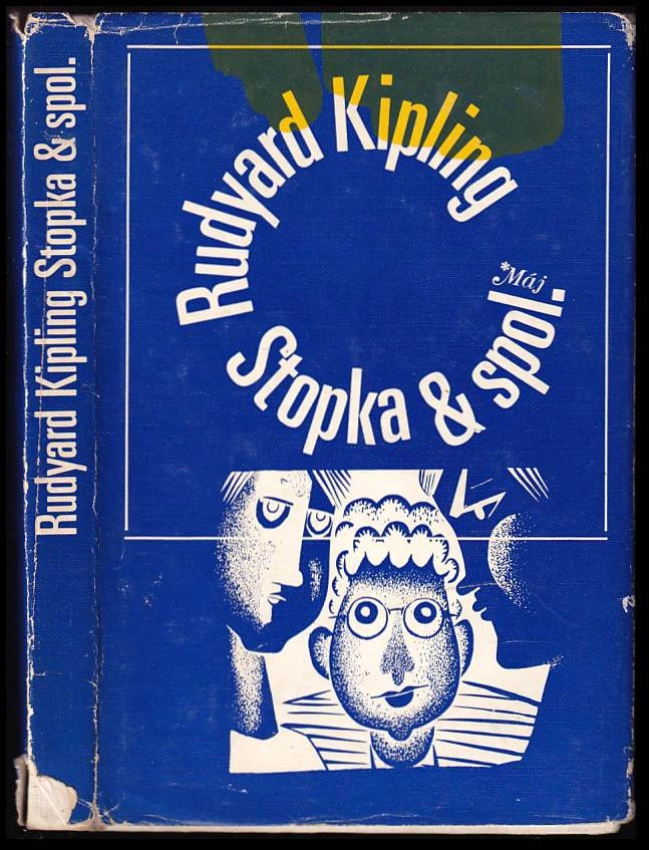 Rudyard Kipling Stopka & spol.
Rudyard Kipling
*Máj
Stopka & spol.